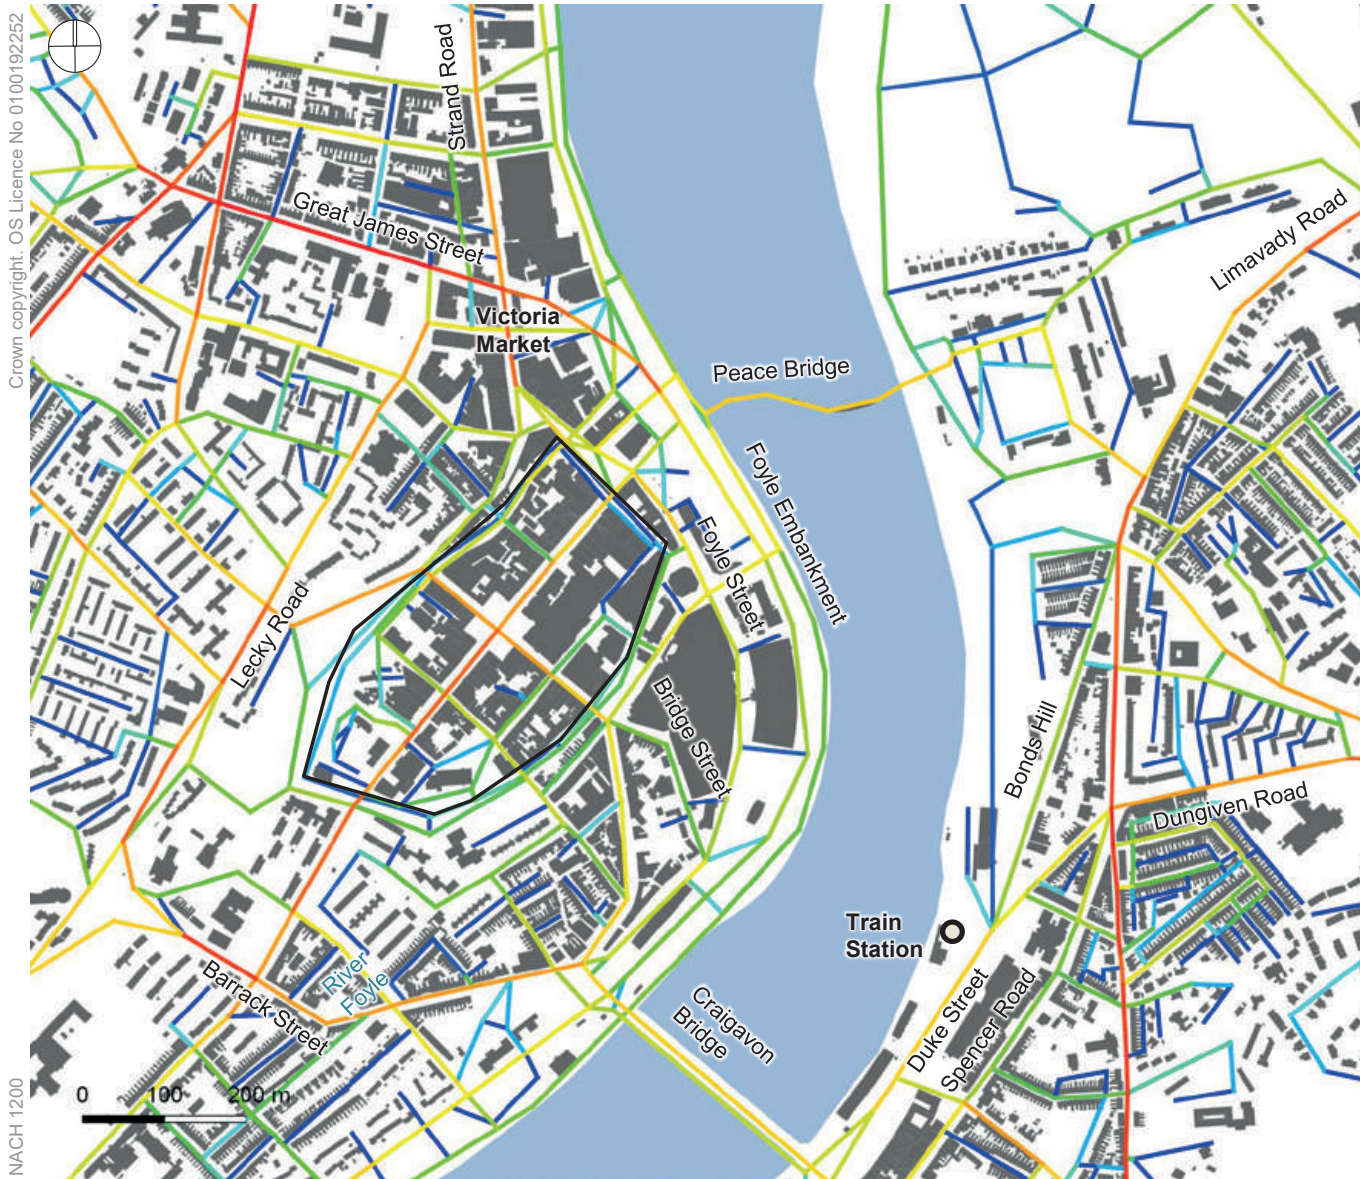 Crown copyright. OS Licence No 0100192252
Strand Road
Great James Street
Limavady Road
Victoria
Market
Peace Bridge
Foyle Embankment
Foyle Street
Lecky Road
Bridge Street
Bonds Hill
Dungiven Road
Train
Station
River
Foyle
Barrack Street
Craigavon
Bridge
Duke Street
Spencer Road
0 100 200 m
NACH 1200